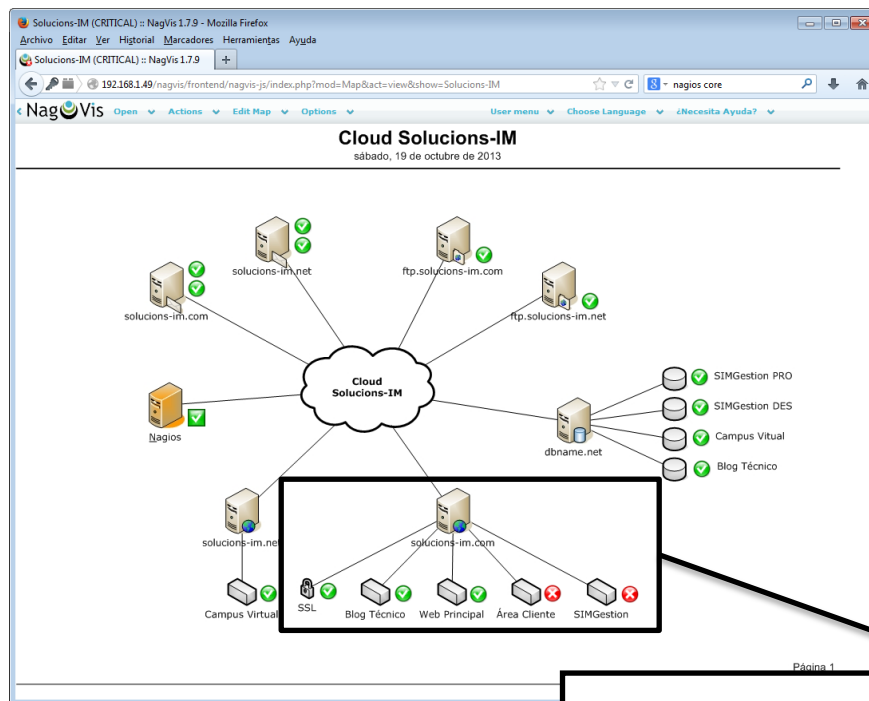 Solucions-IM (CRITICAL) :: NagVis 1.7.9 - Mozilla Firefox
Archivo Editar Ver Historial Marcadores Herramientas Ayuda
Solucions-IM (CRITICAL) :: NagVis 1.7.9 +
192.168.1.49/nagvis/frontend/nagvis-js/index.php?mod=Map&act=view&show=Solucions-IM
8 nagios core
< NagVis Open Actions Edit Map Options User menu Choose Language ¿Necesita Ayuda?
Cloud Solucions-IM
sábado, 19 de octubre de 2013
solucions-im.net
ftp.solucions-im.com
solucions-im.com
ftp.solucions-im.net
Cloud
Solucions-IM
SIMGestion PRO
SIMGestion DES
Campus Vitual
Blog Técnico
Nagios
dbname.net
solucions-im.net
solucions-im.com
Campus Virtual
SSL
Blog Técnico
Web Principal
Área Cliente
SIMGestion
Página 1